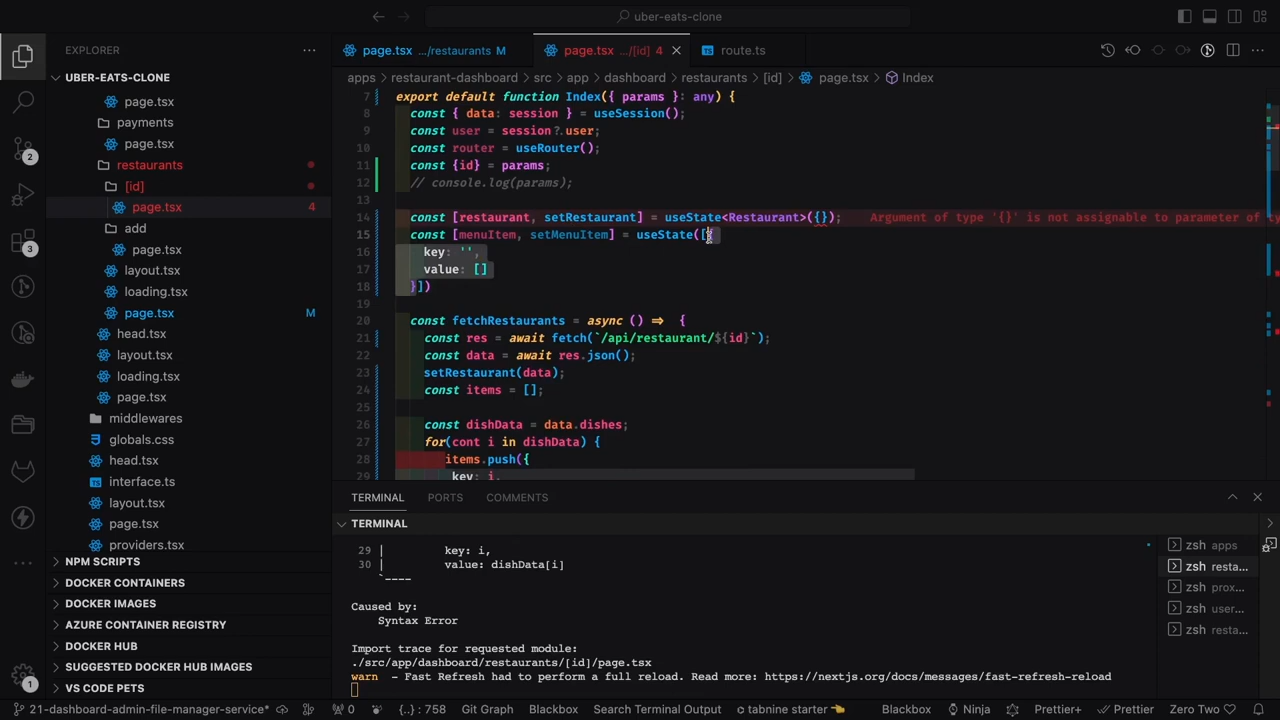 uber-eats-clone
EXPLORER
page.tsx .../restaurants M
page.tsx .../[id] 4
route.ts
UBER-EATS-CLONE
apps > restaurant-dashboard > src > app > dashboard > restaurants > [id] > page.tsx > Index
page.tsx
payments
page.tsx
restaurants
[id]
page.tsx 4
add
page.tsx
layout.tsx
loading.tsx
page.tsx M
head.tsx
layout.tsx
loading.tsx
page.tsx
middlewares
globals.css
head.tsx
interface.ts
layout.tsx
page.tsx
providers.tsx
NPM SCRIPTS
DOCKER CONTAINERS
DOCKER IMAGES
AZURE CONTAINER REGISTRY
DOCKER HUB
SUGGESTED DOCKER HUB IMAGES
VS CODE PETS
2
1
7 export default function Index({ params }: any) {
8 const { data: session } = useSession();
9 const user = session?.user;
10 const router = useRouter();
11 const {id} = params;
12 // console.log(params);
13
14 const [restaurant, setRestaurant] = useState<Restaurant>({}); Argument of type '{}' is not assignable to parameter of ty
15 const [menuItem, setMenuItem] = useState([{
16 key: '',
17 value: []
18 }])
19
20 const fetchRestaurants = async () => {
21 const res = await fetch(`/api/restaurant/${id}`);
22 const data = await res.json();
23 setRestaurant(data);
24 const items = [];
25
26 const dishData = data.dishes;
27 for(cont i in dishData) {
28 items.push({
29 key: i,
TERMINAL PORTS COMMENTS
TERMINAL
29 | key: i,
30 | value: dishData[i]
`----
Caused by:
Syntax Error
Import trace for requested module:
./src/app/dashboard/restaurants/[id]/page.tsx
warn - Fast Refresh had to perform a full reload. Read more: https://nextjs.org/docs/messages/fast-refresh-reload
zsh apps
zsh resta...
zsh prox...
zsh user...
zsh resta...
21-dashboard-admin-file-manager-service* 0 {..} : 758 Git Graph Blackbox Search Terminal Output tabnine starter Blackbox Ninja Prettier+ Prettier Zero Two